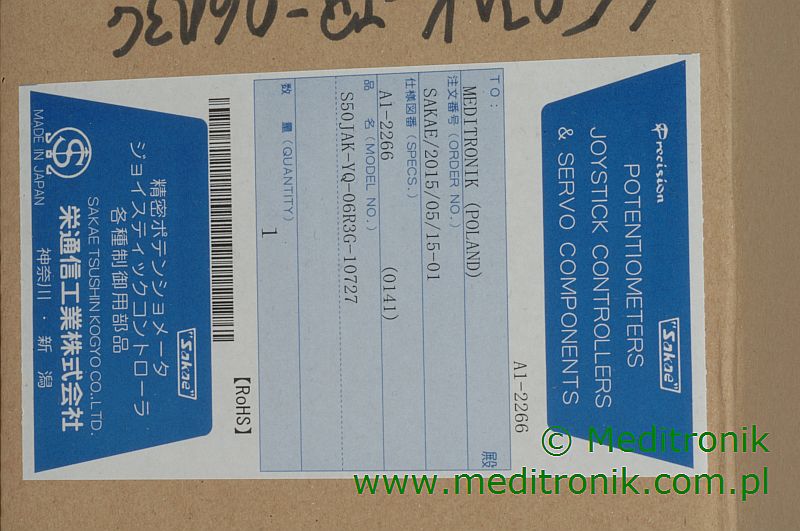 Precision
POTENTIOMETERS
JOYSTICK CONTROLLERS
& SERVO COMPONENTS
"Sakae"
A1-2266
TO:
殿
MEDITRONIK (POLAND)
注文番号 (ORDER NO.)
SAKAE/2015/05/15-01
仕様図番 (SPECS.)
A1-2266 (0141)
品 名 (MODEL NO.)
S50JAK-YQ-06R3G-10727
数 量 (QUANTITY)
1
【RoHS】
"Sakae"
精密ポテンショメータ
ジョイスティックコントローラ
各種制御用部品
SAKAE TSUSHIN KOGYO CO., LTD.
栄通信工業株式会社
神奈川・新潟
MADE IN JAPAN
© Meditronik
www.meditronik.com.pl